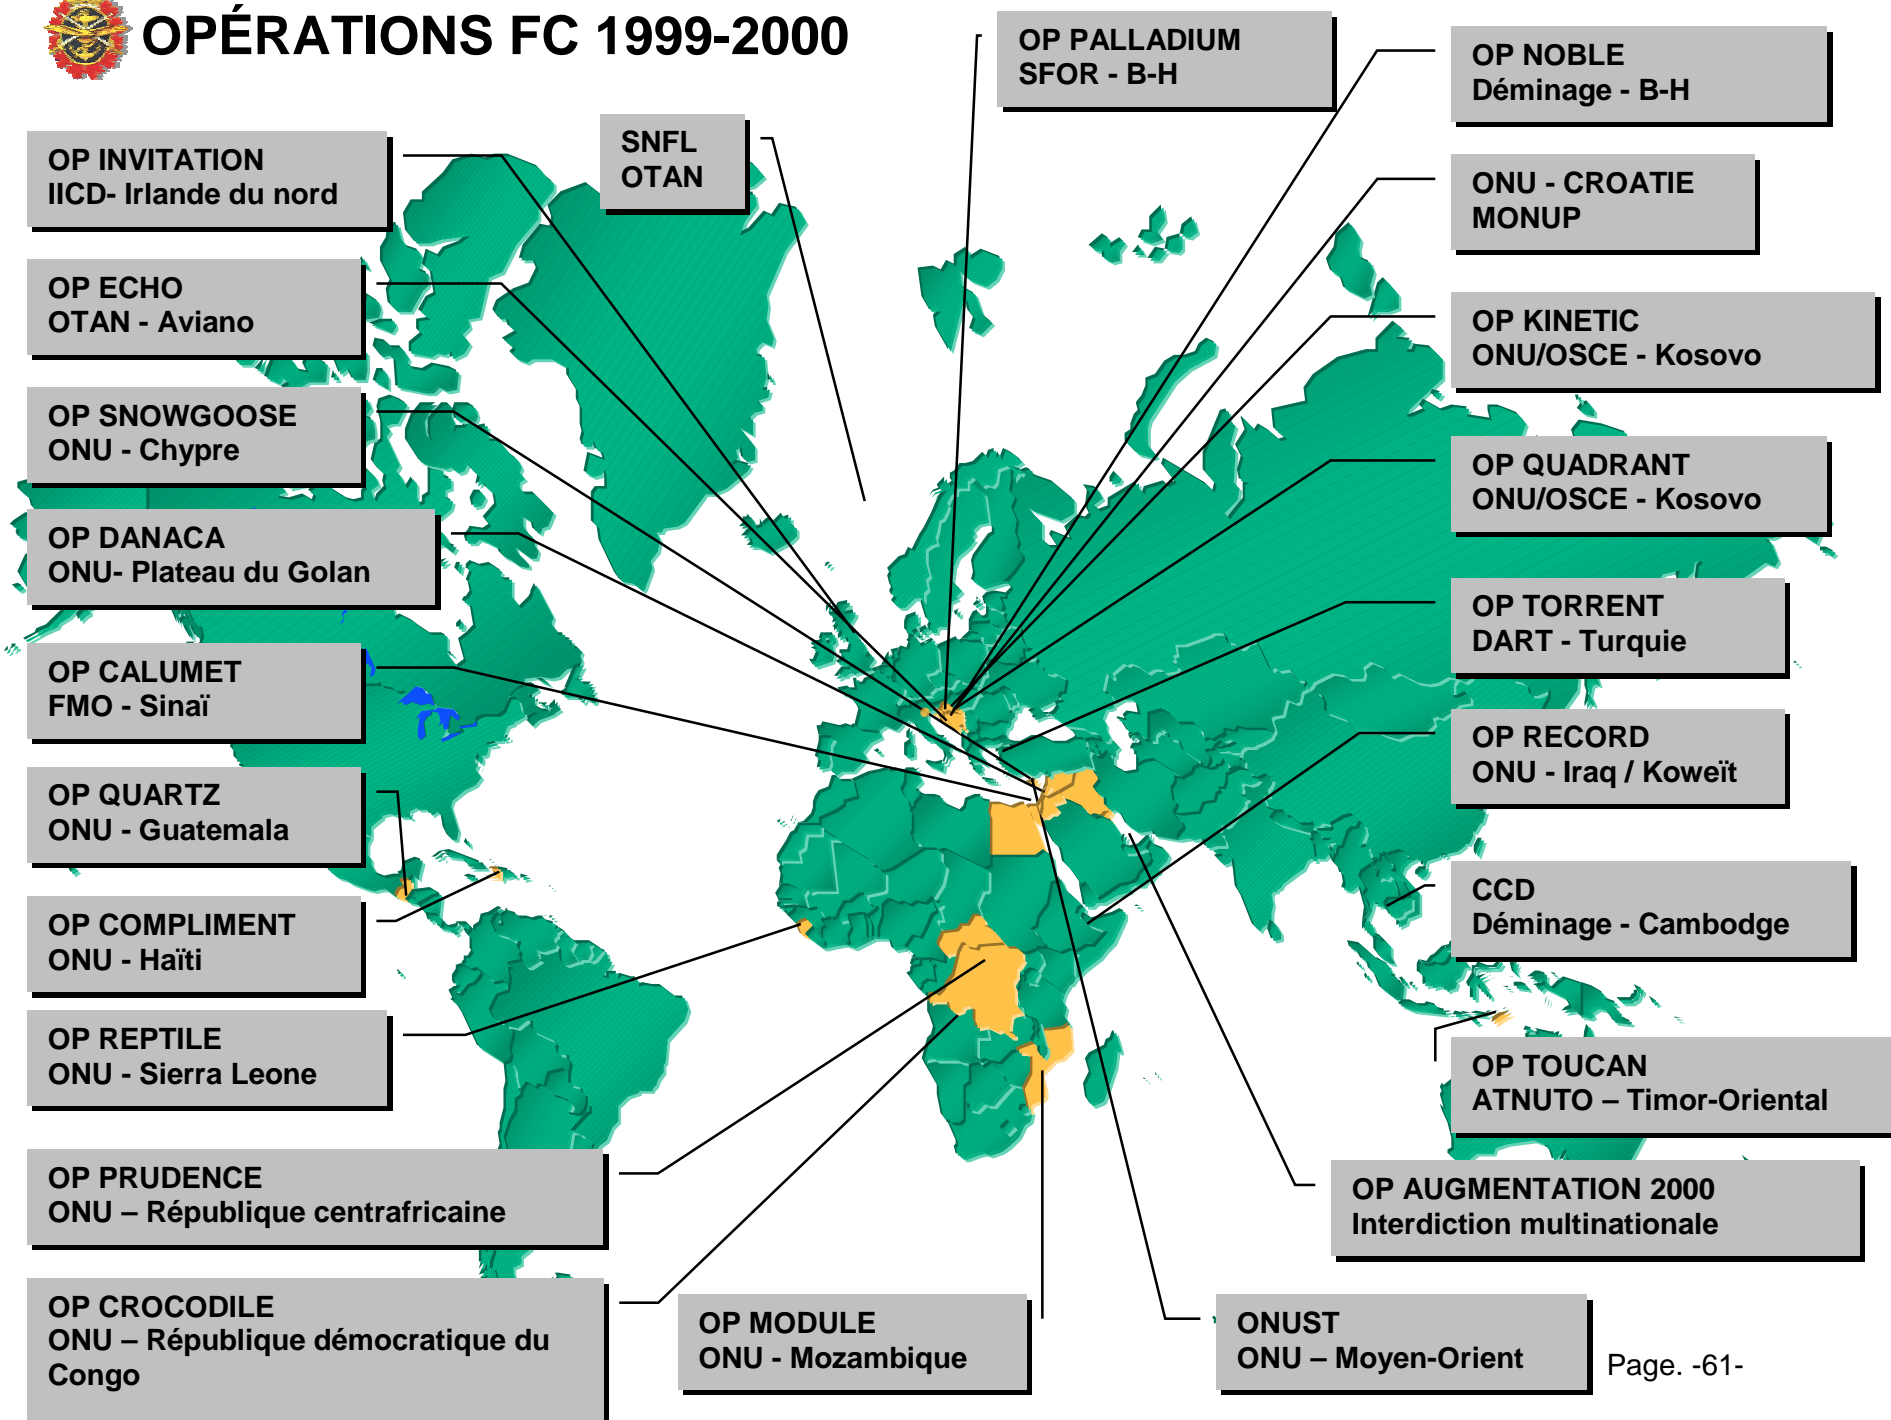 OPÉRATIONS FC 1999-2000
OP PALLADIUM
SFOR - B-H
OP NOBLE
Déminage - B-H
SNFL
OTAN
OP INVITATION
IICD- Irlande du nord
ONU - CROATIE
MONUP
OP ECHO
OTAN - Aviano
OP KINETIC
ONU/OSCE - Kosovo
OP SNOWGOOSE
ONU - Chypre
OP QUADRANT
ONU/OSCE - Kosovo
OP DANACA
ONU- Plateau du Golan
OP TORRENT
DART - Turquie
OP CALUMET
FMO - Sinaï
OP RECORD
ONU - Iraq / Koweït
OP QUARTZ
ONU - Guatemala
CCD
Déminage - Cambodge
OP COMPLIMENT
ONU - Haïti
OP REPTILE
ONU - Sierra Leone
OP TOUCAN
ATNUTO – Timor-Oriental
OP PRUDENCE
ONU – République centrafricaine
OP AUGMENTATION 2000
Interdiction multinationale
OP CROCODILE
ONU – République démocratique du
Congo
OP MODULE
ONU - Mozambique
ONUST
ONU – Moyen-Orient
Page. -61-